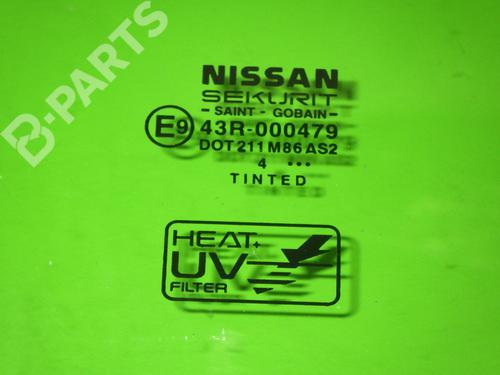 B-PARTS
NISSAN
SEKURIT
- SAINT - GOBAIN -
E9 43R-000479
DOT 211 M86 AS2
4 •••
TINTED
HEAT+
UV
FILTER